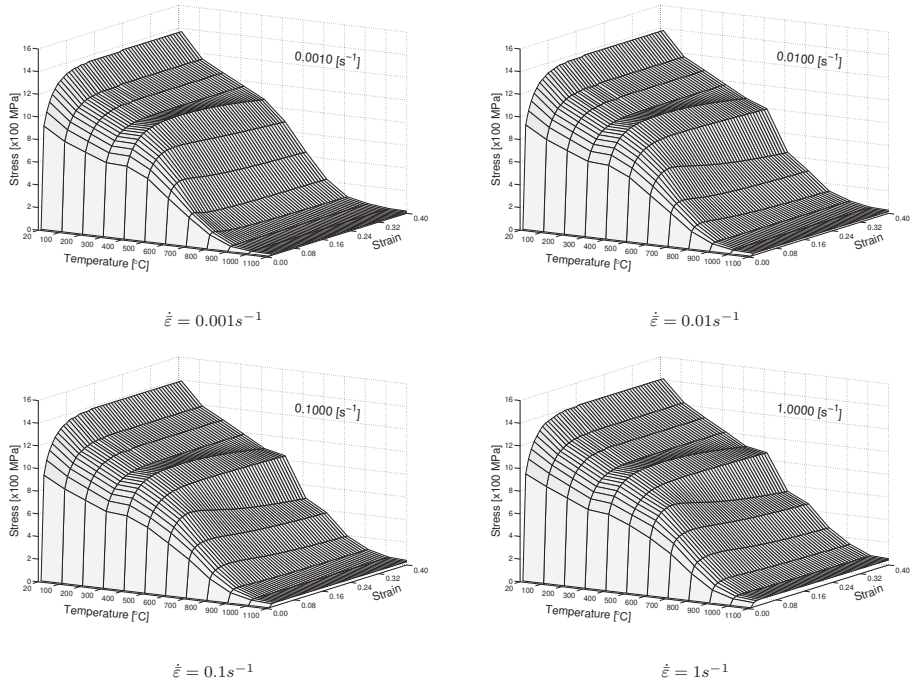 0.0010 [s⁻¹]
Stress [x100 MPa]
16
14
12
10
8
6
4
2
0
20 100 200 300 400 500 600 700 800 900 1000 1100
Temperature [°C]
0.00 0.08 0.16 0.24 0.32 0.40
Strain
ε̇̄ = 0.001s⁻¹
0.0100 [s⁻¹]
Stress [x100 MPa]
16
14
12
10
8
6
4
2
0
20 100 200 300 400 500 600 700 800 900 1000 1100
Temperature [°C]
0.00 0.08 0.16 0.24 0.32 0.40
Strain
ε̇̄ = 0.01s⁻¹
0.1000 [s⁻¹]
Stress [x100 MPa]
16
14
12
10
8
6
4
2
0
20 100 200 300 400 500 600 700 800 900 1000 1100
Temperature [°C]
0.00 0.08 0.16 0.24 0.32 0.40
Strain
ε̇̄ = 0.1s⁻¹
1.0000 [s⁻¹]
Stress [x100 MPa]
16
14
12
10
8
6
4
2
0
20 100 200 300 400 500 600 700 800 900 1000 1100
Temperature [°C]
0.00 0.08 0.16 0.24 0.32 0.40
Strain
ε̇̄ = 1s⁻¹